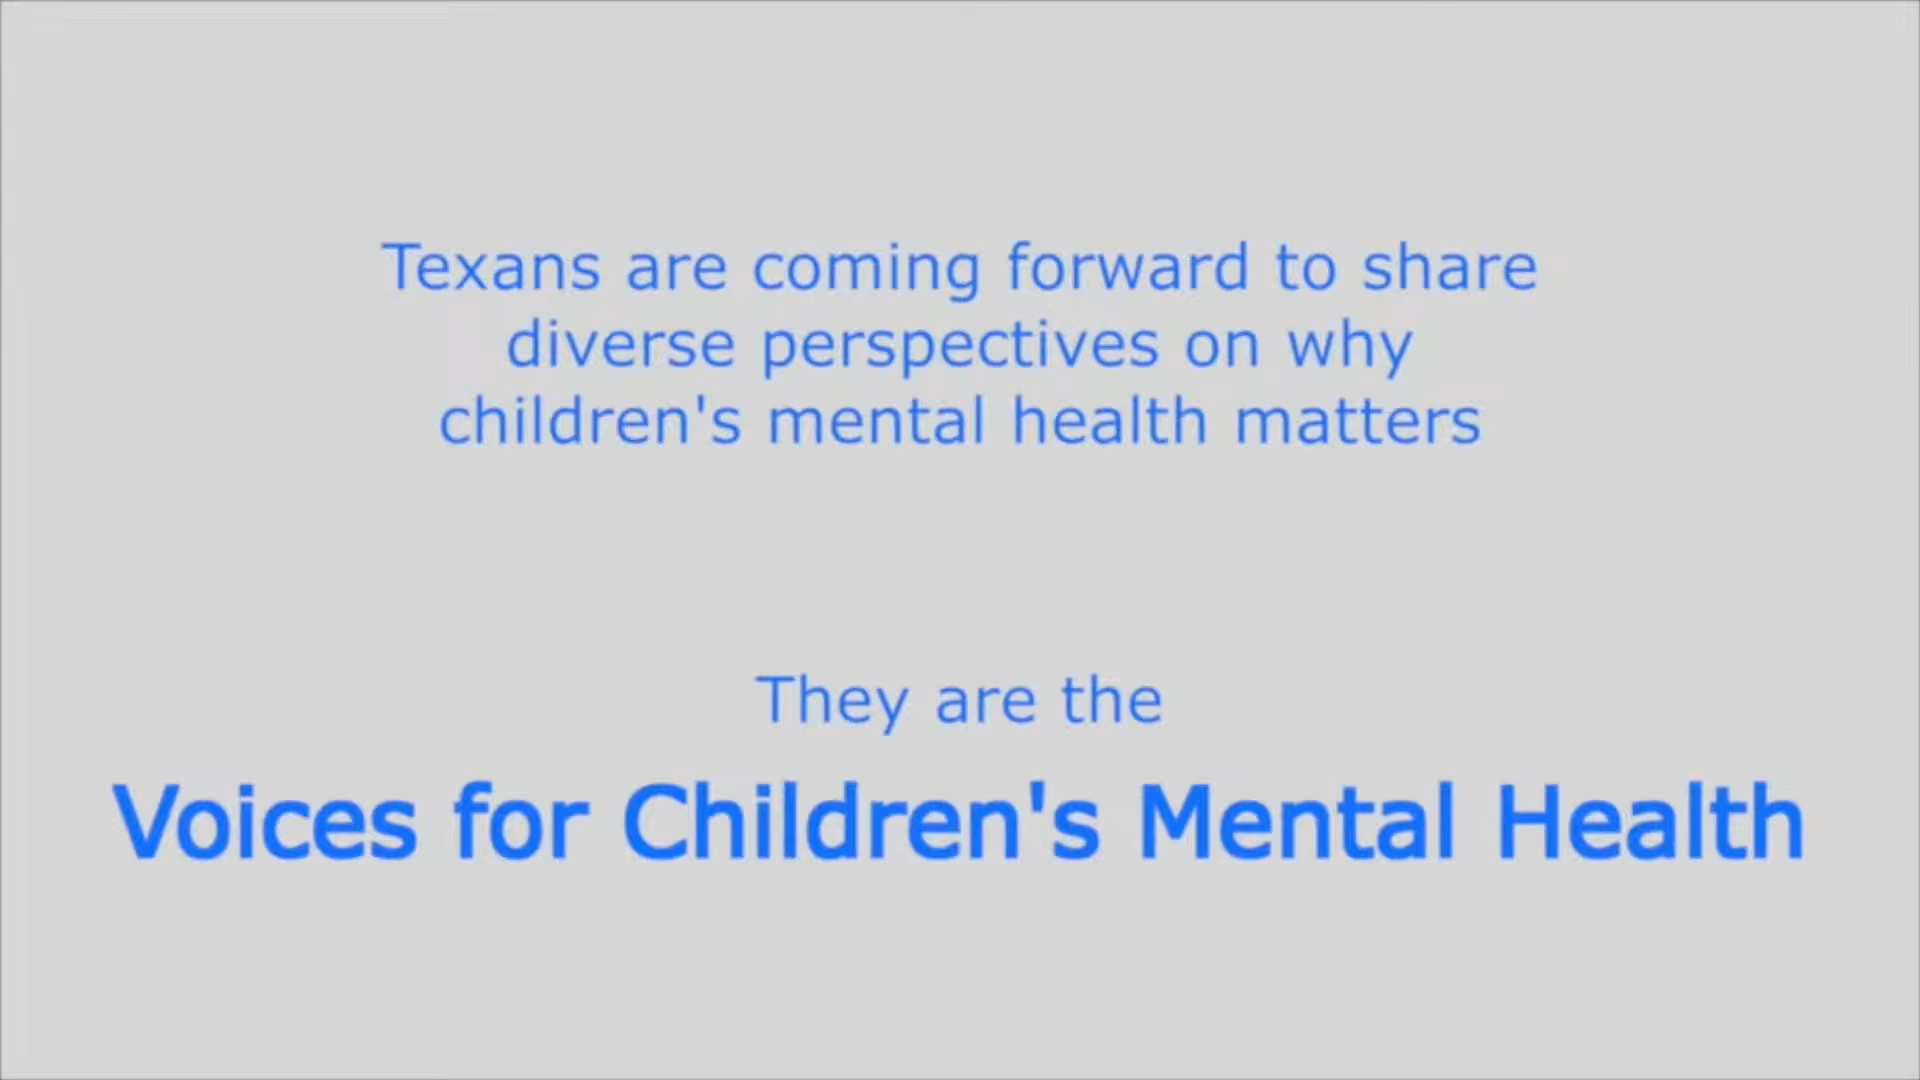 Texans are coming forward to share
diverse perspectives on why
children's mental health matters
They are the
Voices for Children's Mental Health